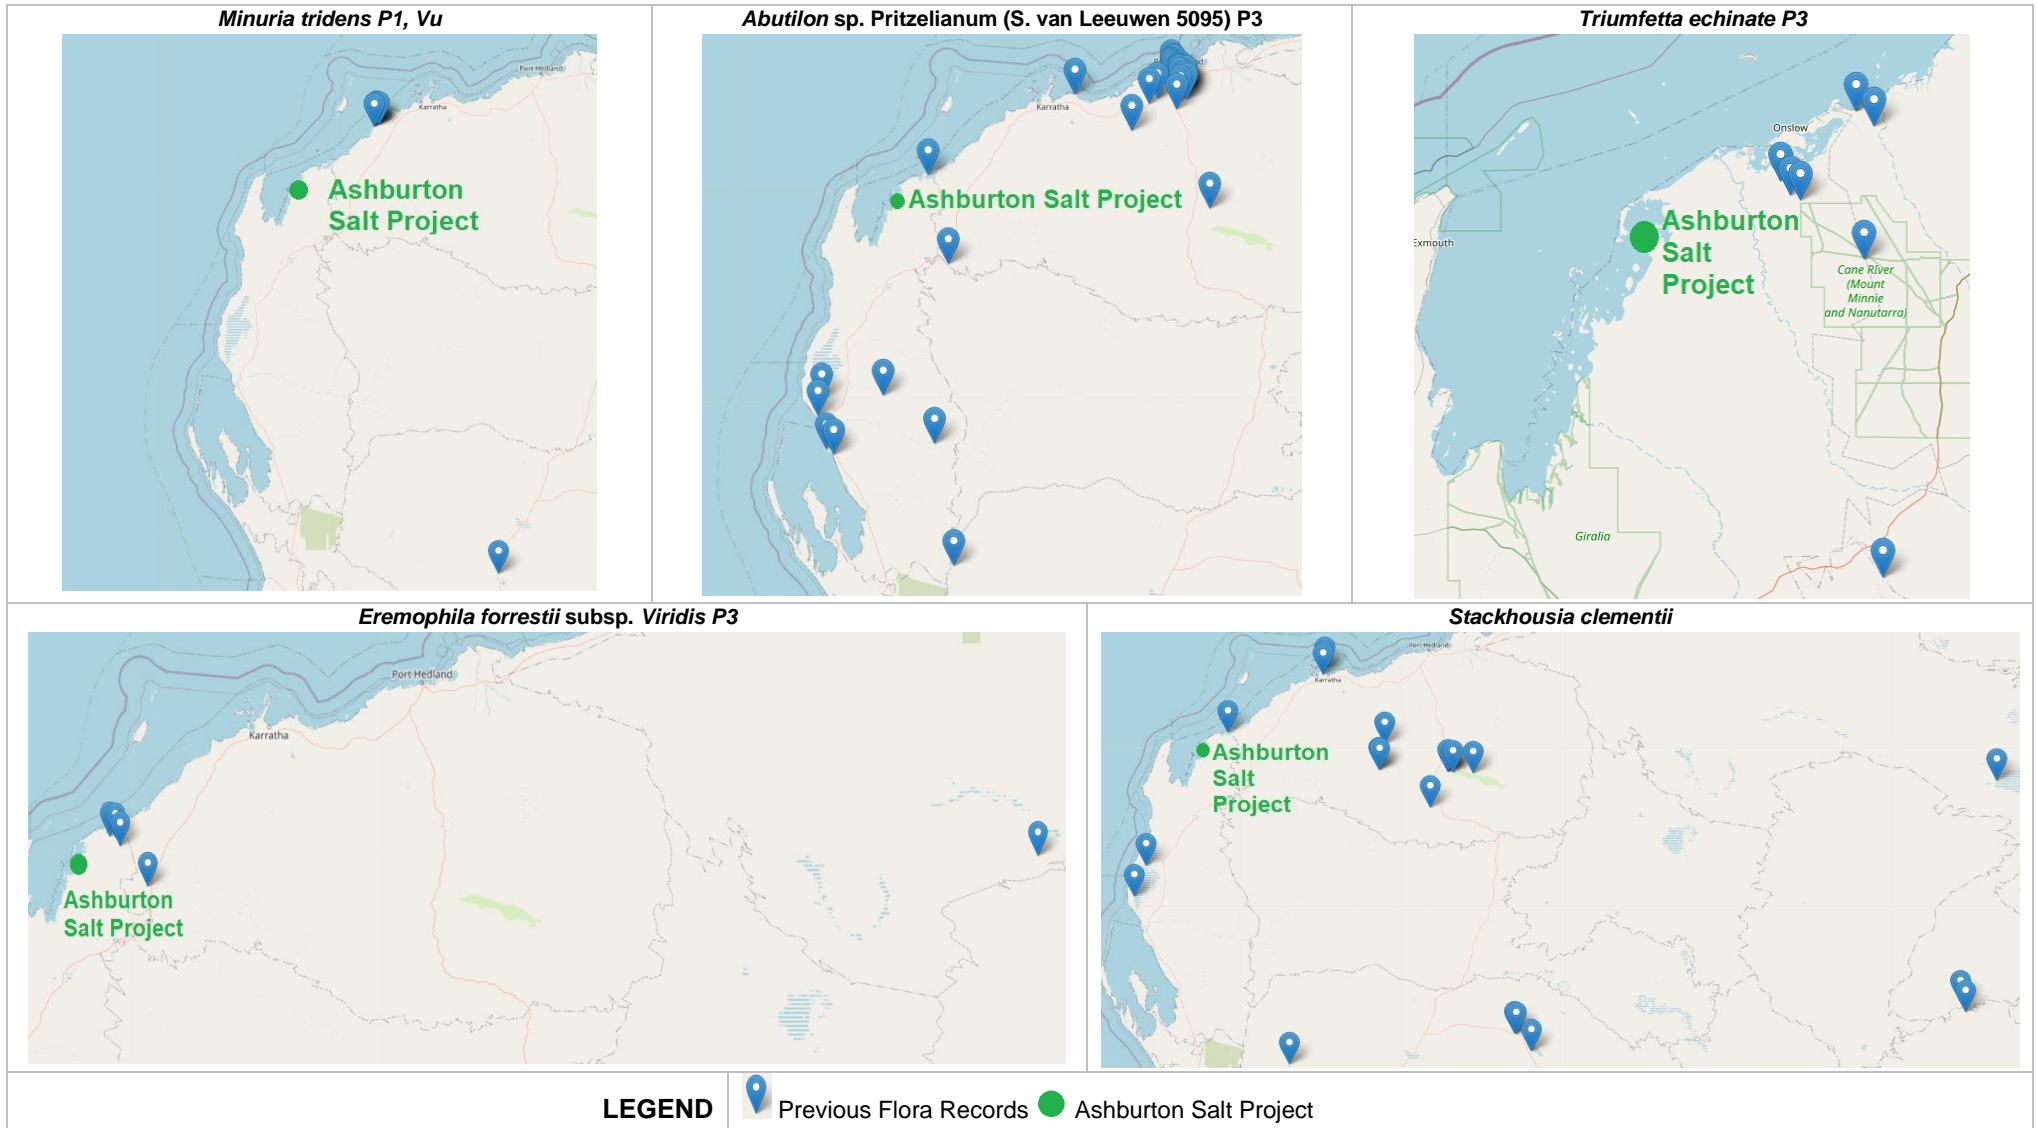 Minuria tridens P1, Vu
Port Hedland
Karratha
Ashburton
Salt Project
Abutilon sp. Pritzelianum (S. van Leeuwen 5095) P3
Karratha
Ashburton Salt Project
Triumfetta echinate P3
Onslow
Exmouth
Ashburton
Salt
Project
Cane River
(Mount
Minnie
and Nanutarra)
Giralia
Eremophila forrestii subsp. Viridis P3
Port Hedland
Karratha
Ashburton
Salt Project
Stackhousia clementii
Port Hedland
Karratha
Ashburton
Salt
Project
LEGEND
Previous Flora Records
Ashburton Salt Project